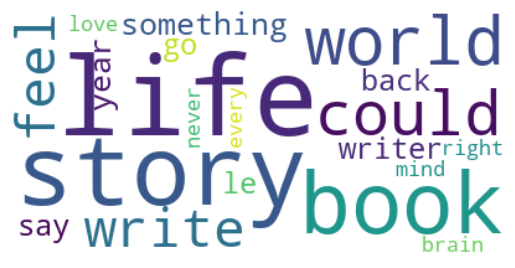 love
something
world
go
feel
year
life
back
could
never
every
story
writer
right
le
mind
book
say
write
brain